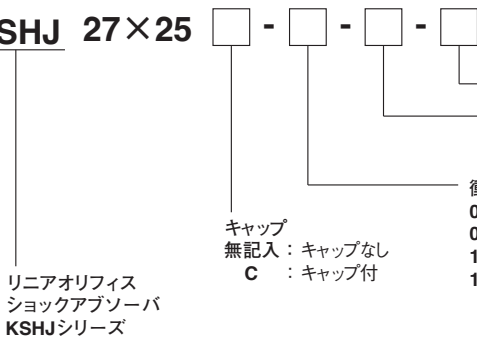 SHJ 27×25 □ - □ - □ - □
キャップ
無記入：キャップなし
C ：キャップ付
リニアオリフィス
ショックアブソーバ
KSHJシリーズ